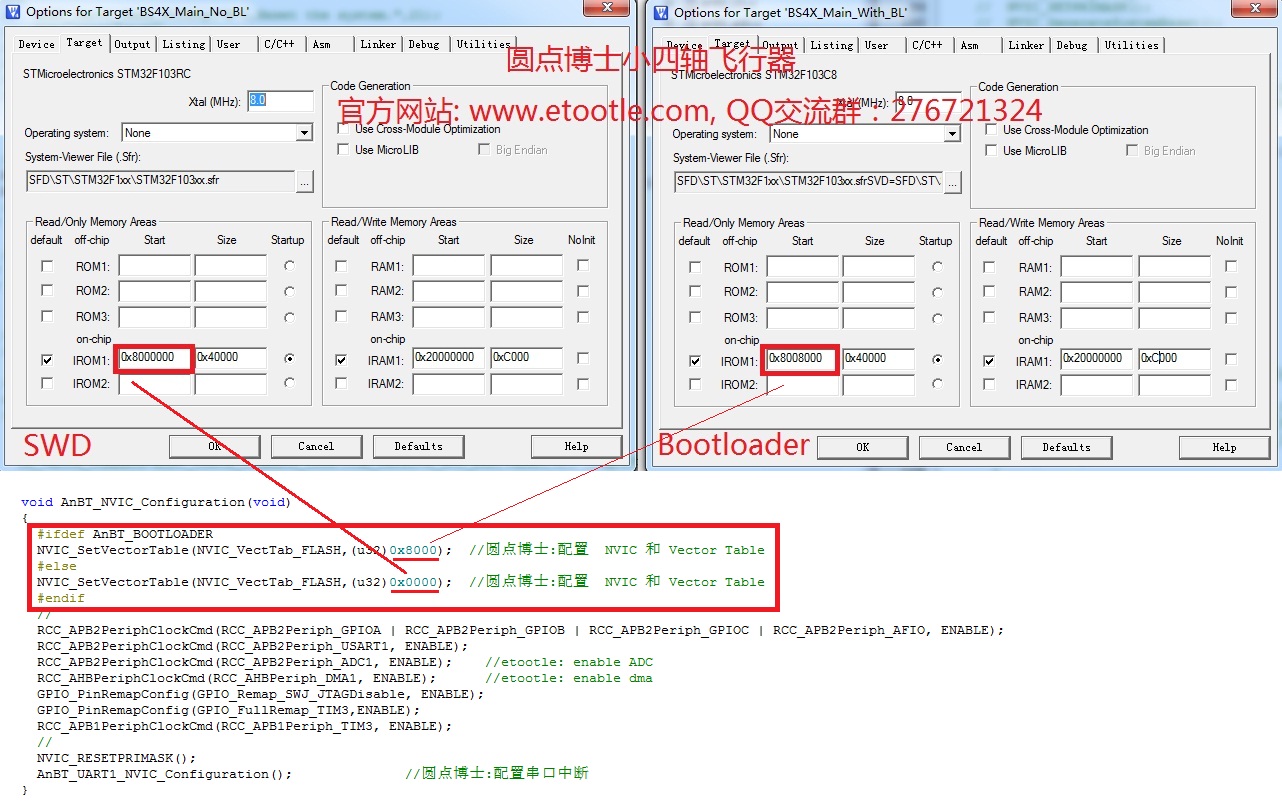 Options for Target 'BS4X_Main_No_BL'
Device Target Output Listing User C/C++ Asm Linker Debug Utilities
STMicroelectronics STM32F103RC
Xtal (MHz): 8.0
Code Generation
Operating system: None
Use Cross-Module Optimization
Use MicroLIB Big Endian
System-Viewer File (.Sfr):
SFD\ST\STM32F1xx\STM32F103xx.sfr ...
Read/Only Memory Areas
default off-chip Start Size Startup
ROM1:
ROM2:
ROM3:
on-chip
IROM1: 0x8000000 0x40000
IROM2:
Read/Write Memory Areas
default off-chip Start Size NoInit
RAM1:
RAM2:
RAM3:
on-chip
IRAM1: 0x20000000 0xC000
IRAM2:
SWD
OK Cancel Defaults Help
Options for Target 'BS4X_Main_With_BL'
Device Target Output Listing User C/C++ Asm Linker Debug Utilities
圆点博士小四轴飞行器
官方网站: www.etootle.com, QQ交流群：276721324
STMicroelectronics STM32F103C8
Xtal (MHz): 8.0
Code Generation
Operating system: None
Use Cross-Module Optimization
Use MicroLIB Big Endian
System-Viewer File (.Sfr):
SFD\ST\STM32F1xx\STM32F103xx.sfrSVD=SFD\ST\ ...
Read/Only Memory Areas
default off-chip Start Size Startup
ROM1:
ROM2:
ROM3:
on-chip
IROM1: 0x8008000 0x40000
IROM2:
Read/Write Memory Areas
default off-chip Start Size NoInit
RAM1:
RAM2:
RAM3:
on-chip
IRAM1: 0x20000000 0xC000
IRAM2:
Bootloader
OK Cancel Defaults Help
void AnBT_NVIC_Configuration(void)
{
#ifdef AnBT_BOOTLOADER
NVIC_SetVectorTable(NVIC_VectTab_FLASH,(u32)0x8000); //圆点博士:配置 NVIC 和 Vector Table
#else
NVIC_SetVectorTable(NVIC_VectTab_FLASH,(u32)0x0000); //圆点博士:配置 NVIC 和 Vector Table
#endif
//
RCC_APB2PeriphClockCmd(RCC_APB2Periph_GPIOA | RCC_APB2Periph_GPIOB | RCC_APB2Periph_GPIOC | RCC_APB2Periph_AFIO, ENABLE);
RCC_APB2PeriphClockCmd(RCC_APB2Periph_USART1, ENABLE);
RCC_APB2PeriphClockCmd(RCC_APB2Periph_ADC1, ENABLE); //etootle: enable ADC
RCC_AHBPeriphClockCmd(RCC_AHBPeriph_DMA1, ENABLE); //etootle: enable dma
GPIO_PinRemapConfig(GPIO_Remap_SWJ_JTAGDisable, ENABLE);
GPIO_PinRemapConfig(GPIO_FullRemap_TIM3,ENABLE);
RCC_APB1PeriphClockCmd(RCC_APB1Periph_TIM3, ENABLE);
//
NVIC_RESETPRIMASK();
AnBT_UART1_NVIC_Configuration(); //圆点博士:配置串口中断
}